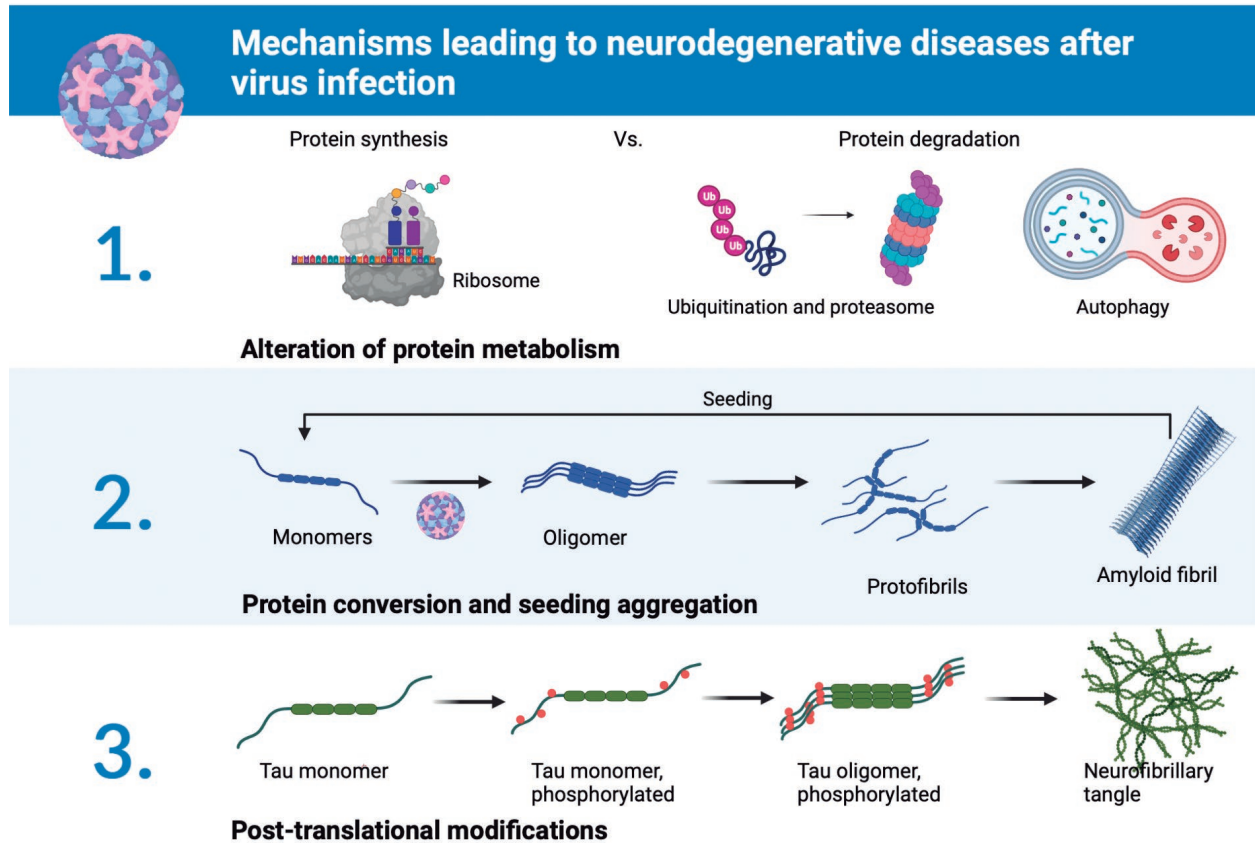 Mechanisms leading to neurodegenerative diseases after
virus infection
Protein synthesis
Vs.
Protein degradation
1.
Ub
Ub
Ub
Ub
Ribosome
Ubiquitination and proteasome
Autophagy
Alteration of protein metabolism
Seeding
2.
Monomers
Oligomer
Protofibrils
Amyloid fibril
Protein conversion and seeding aggregation
3.
Tau monomer
Tau monomer,
phosphorylated
Tau oligomer,
phosphorylated
Neurofibrillary
tangle
Post-translational modifications